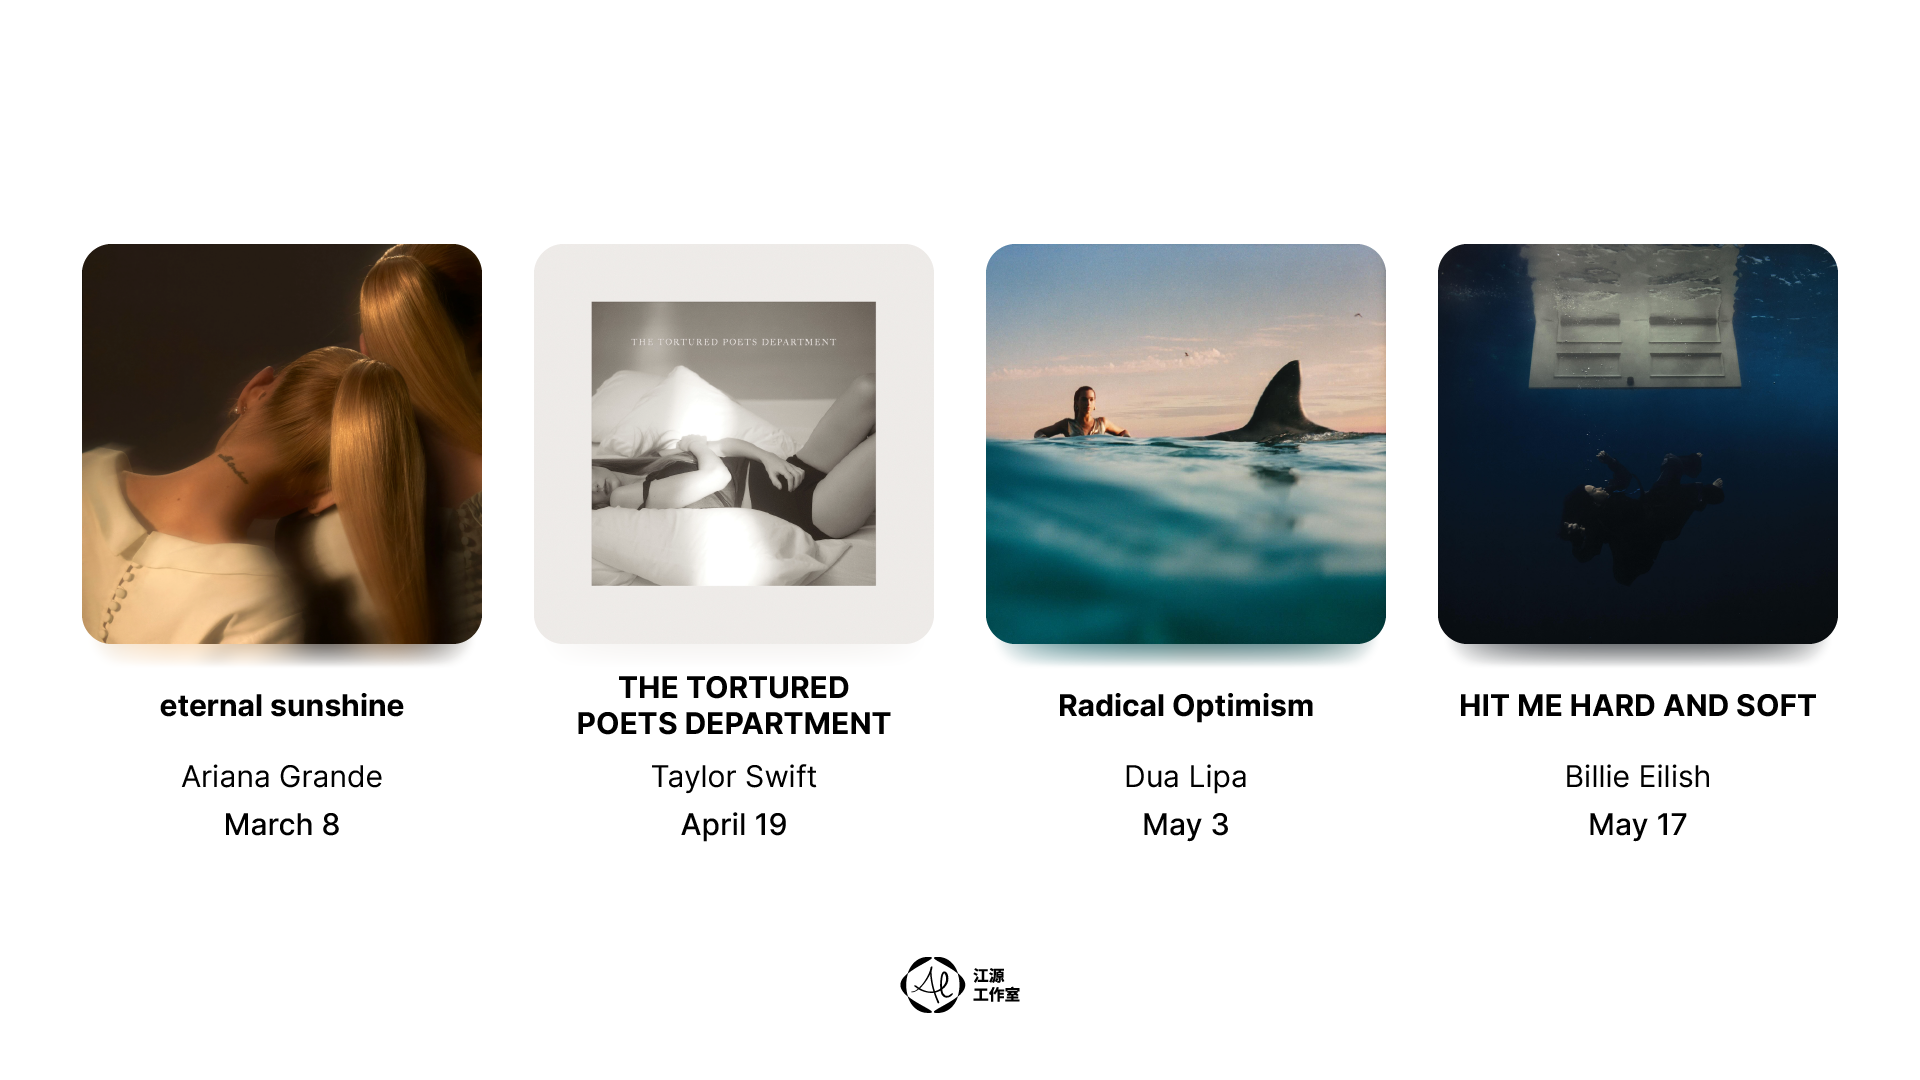 THE TORTURED POETS DEPARTMENT
eternal sunshine
Ariana Grande
March 8
THE TORTURED
POETS DEPARTMENT
Taylor Swift
April 19
Radical Optimism
Dua Lipa
May 3
HIT ME HARD AND SOFT
Billie Eilish
May 17
江源
工作室